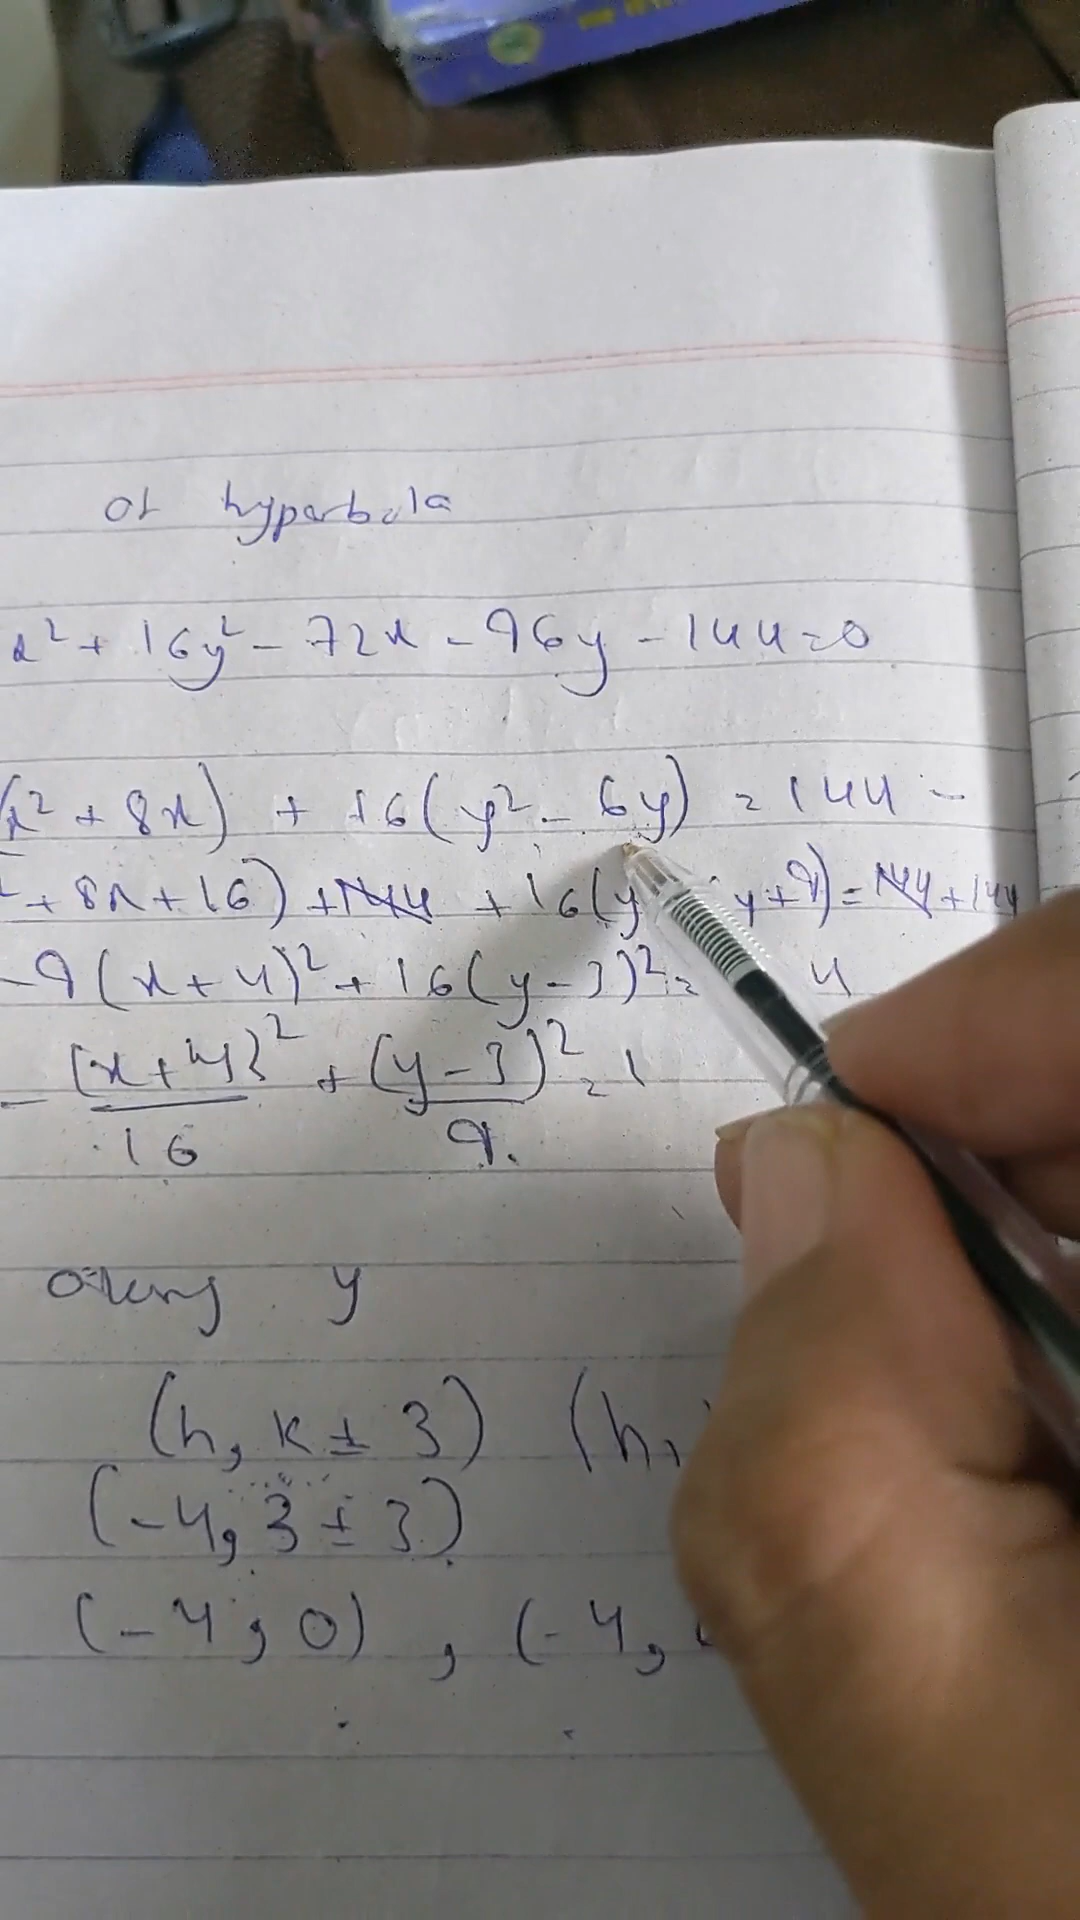 of hyperbola
x² + 16y² - 72x - 96y - 144 = 0
(x² + 8x) + 16(y² - 6y) = 144 -
² + 8x + 16) + 144 + 16(y y + 9) = 144 + 144
- 9(x + 4)² + 16(y - 3)² = 4
- (x + 4)² + (y - 3)² = 1
16 9
along y
(h, k ± 3) (h,
(-4, 3 ± 3)
(-4, 0), (-4,